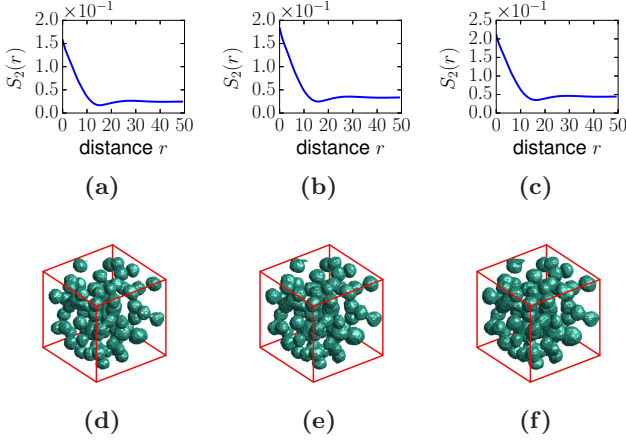 ×10⁻¹ ×10⁻¹ ×10⁻¹
2.0 2.0 2.5
1.5 1.5 2.0
1.0 1.0 1.5
0.5 0.5 1.0
0.0 0.0 0.5
0.0
S₂(r) S₂(r) S₂(r)
0 10 20 30 40 50 0 10 20 30 40 50 0 10 20 30 40 50
distance r distance r distance r
(a) (b) (c)
(d) (e) (f)